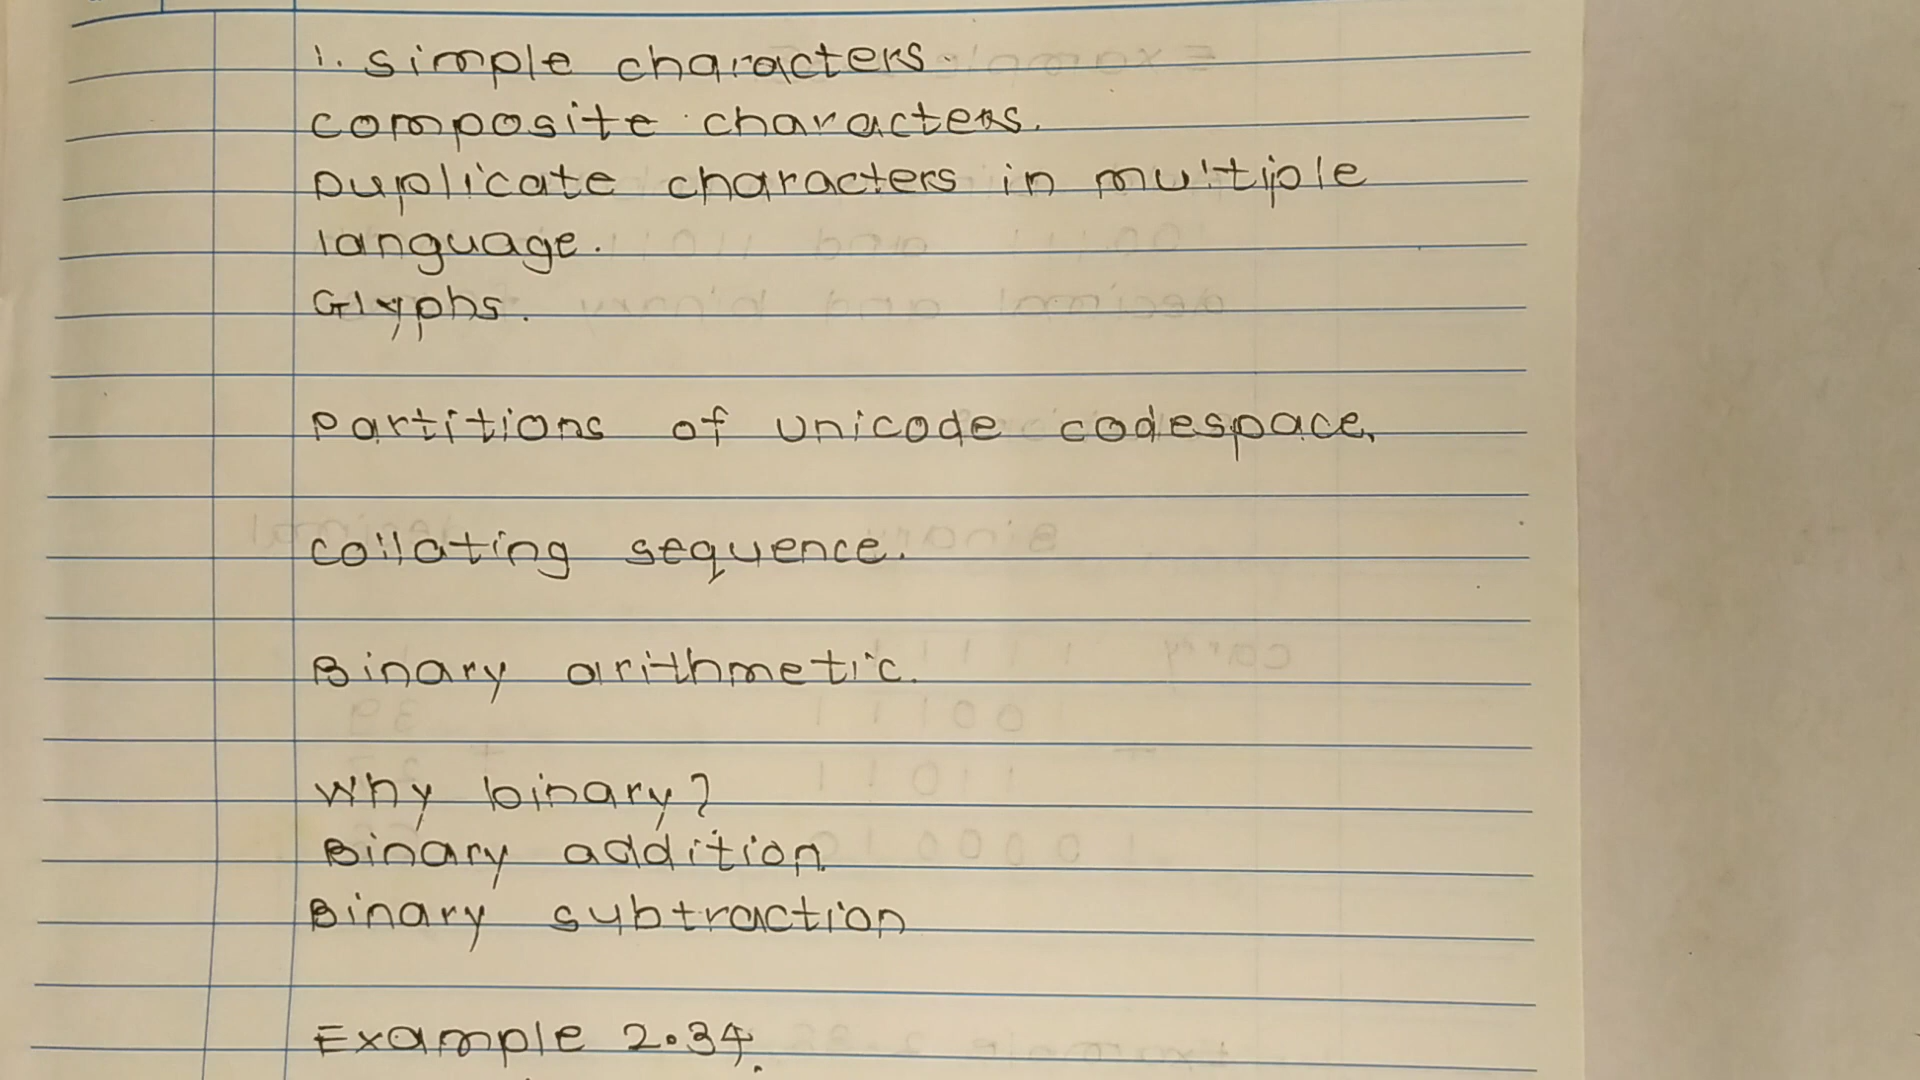 1. simple characters.
composite characters.
Duplicate characters in multiple
language.
Glyphs.
Partitions of unicode codespace.
collating sequence.
Binary arithmetic.
Why binary?
Binary addition
Binary subtraction
Example 2.34.